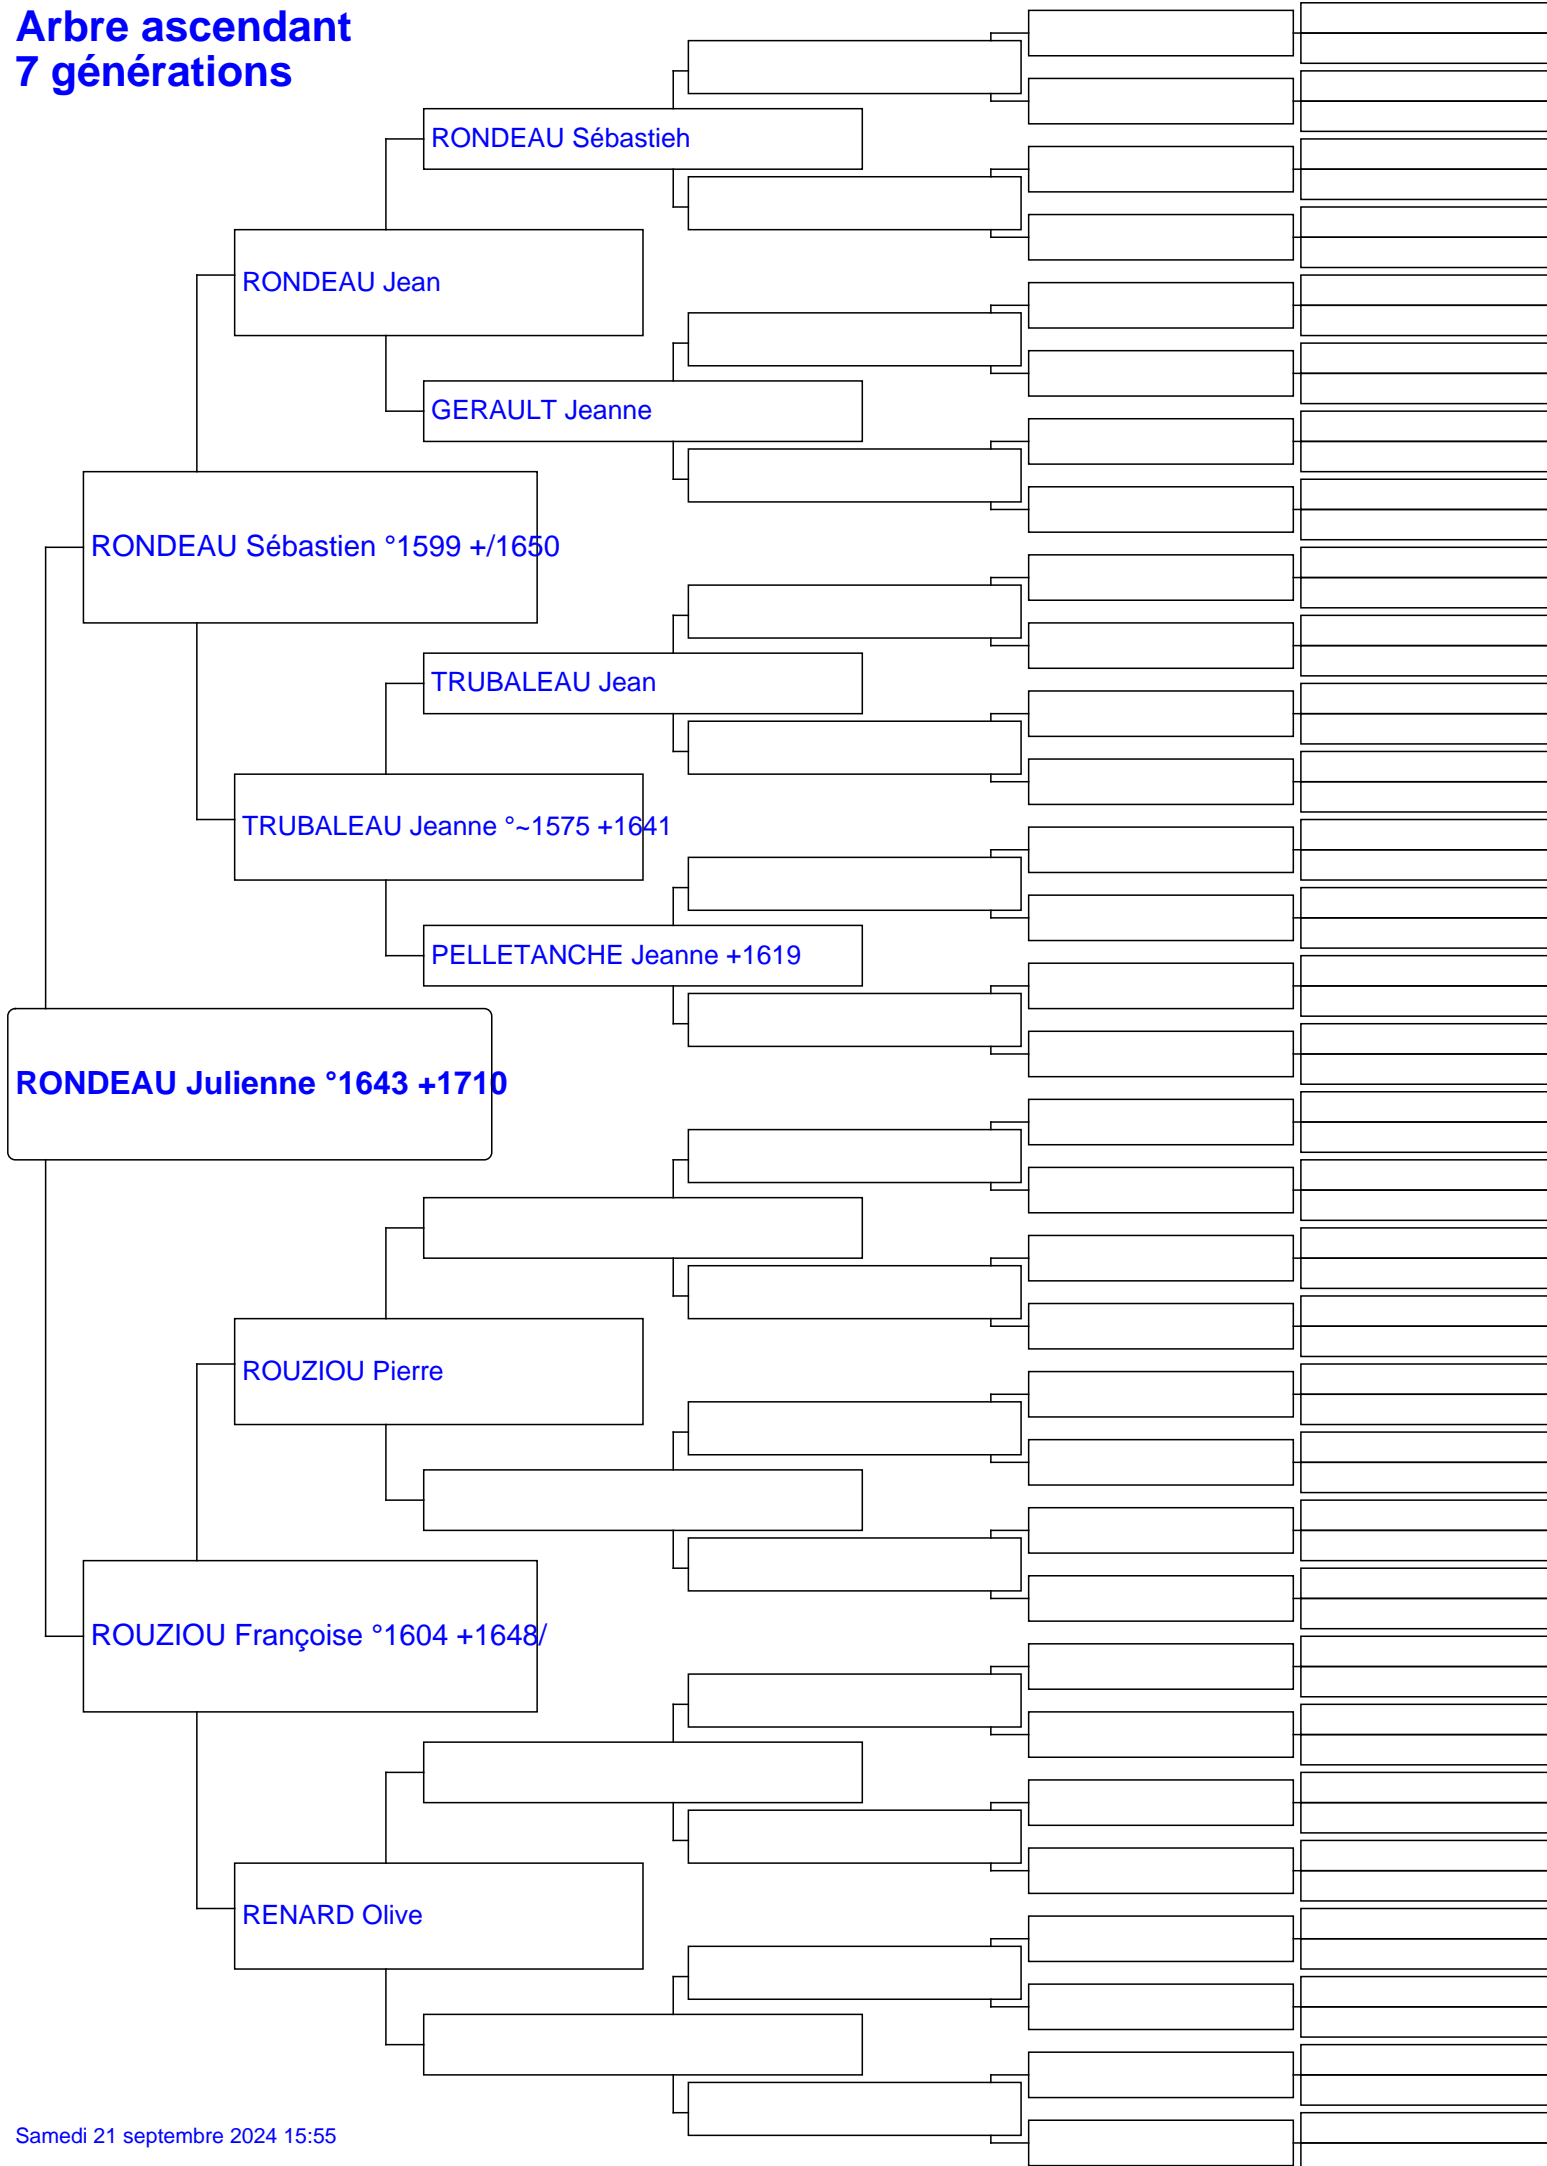 Arbre ascendant
7 générations
RONDEAU Sébastieh
RONDEAU Jean
GERAULT Jeanne
RONDEAU Sébastien °1599 +/1650
TRUBALEAU Jean
TRUBALEAU Jeanne °~1575 +1641
PELLETANCHE Jeanne +1619
RONDEAU Julienne °1643 +1710
ROUZIOU Pierre
ROUZIOU Françoise °1604 +1648/
RENARD Olive
Samedi 21 septembre 2024 15:55